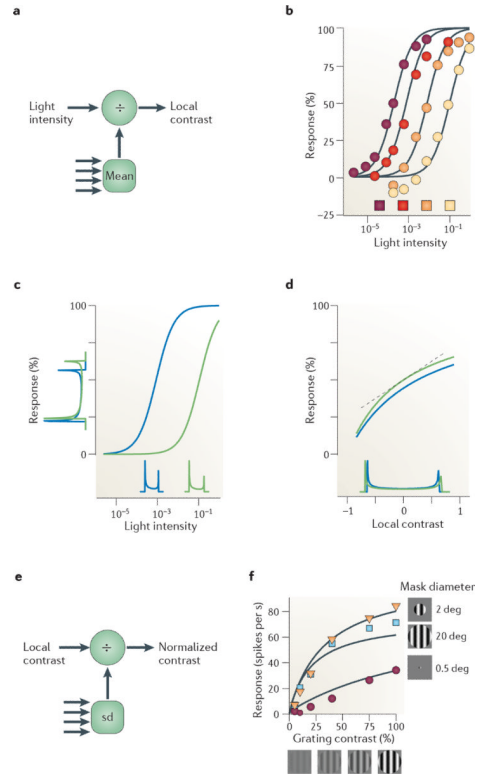 a
Light
intensity
÷
Local
contrast
Mean
b
Response (%)
100
75
50
25
0
−25
10⁻⁵
10⁻³
10⁻¹
Light intensity
c
Response (%)
100
0
10⁻⁵
10⁻³
10⁻¹
Light intensity
d
Response (%)
100
0
−1
0
1
Local contrast
e
Local
contrast
÷
Normalized
contrast
sd
f
Mask diameter
Response (spikes per s)
80
60
40
20
0
0
25
50
75
100
Grating contrast (%)
2 deg
20 deg
0.5 deg